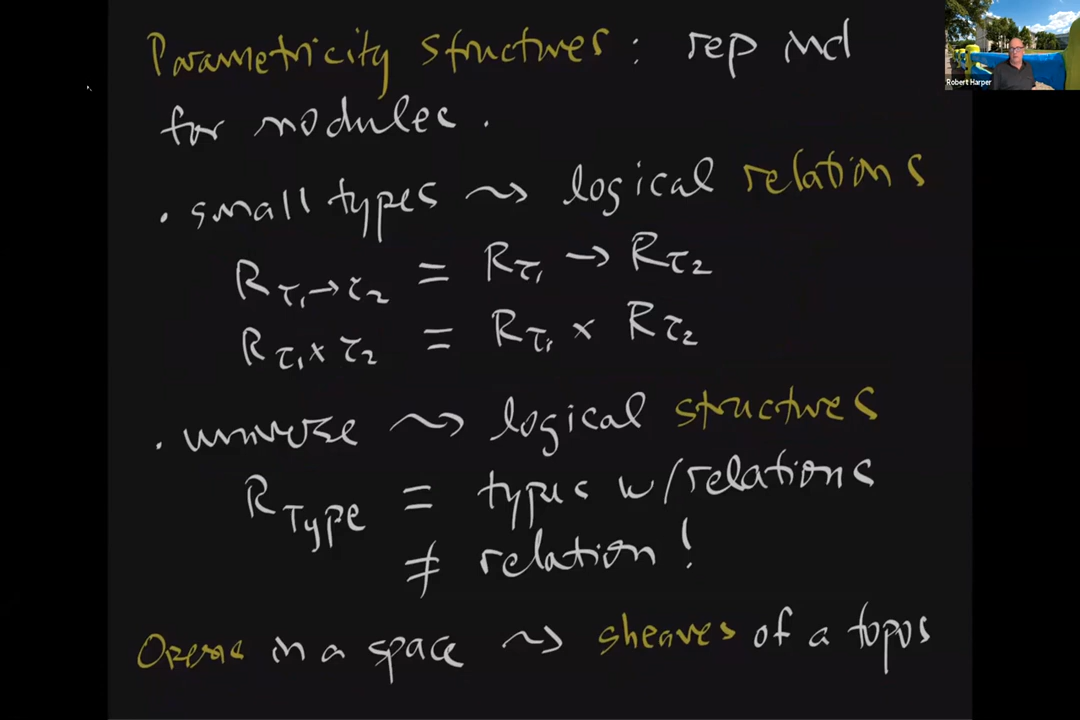 Parametricity structures: rep ind
for modules.
• small types ⇝ logical relations
R_{τ₁→τ₂} = R_{τ₁} → R_{τ₂}
R_{τ₁×τ₂} = R_{τ₁} × R_{τ₂}
• universe ⇝ logical structures
R_{Type} = types w/relations
≠ relation!
Opens in a space ⇝ sheaves of a topos
Robert Harper